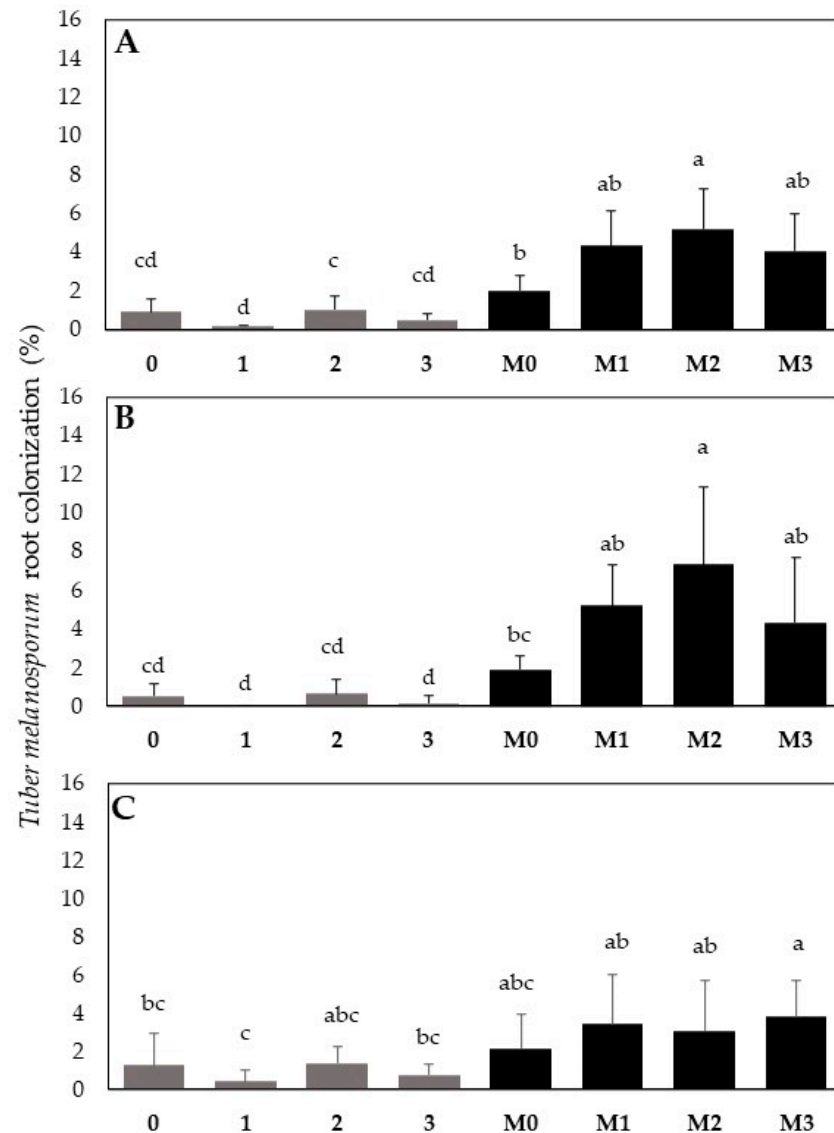 Tuber melanosporum root colonization (%)
A
16
14
12
10
8
6
4
2
0
cd
d
c
cd
b
ab
a
ab
0 1 2 3 M0 M1 M2 M3
B
16
14
12
10
8
6
4
2
0
cd
d
cd
d
bc
ab
a
ab
0 1 2 3 M0 M1 M2 M3
C
16
14
12
10
8
6
4
2
0
bc
c
abc
bc
abc
ab
ab
a
0 1 2 3 M0 M1 M2 M3